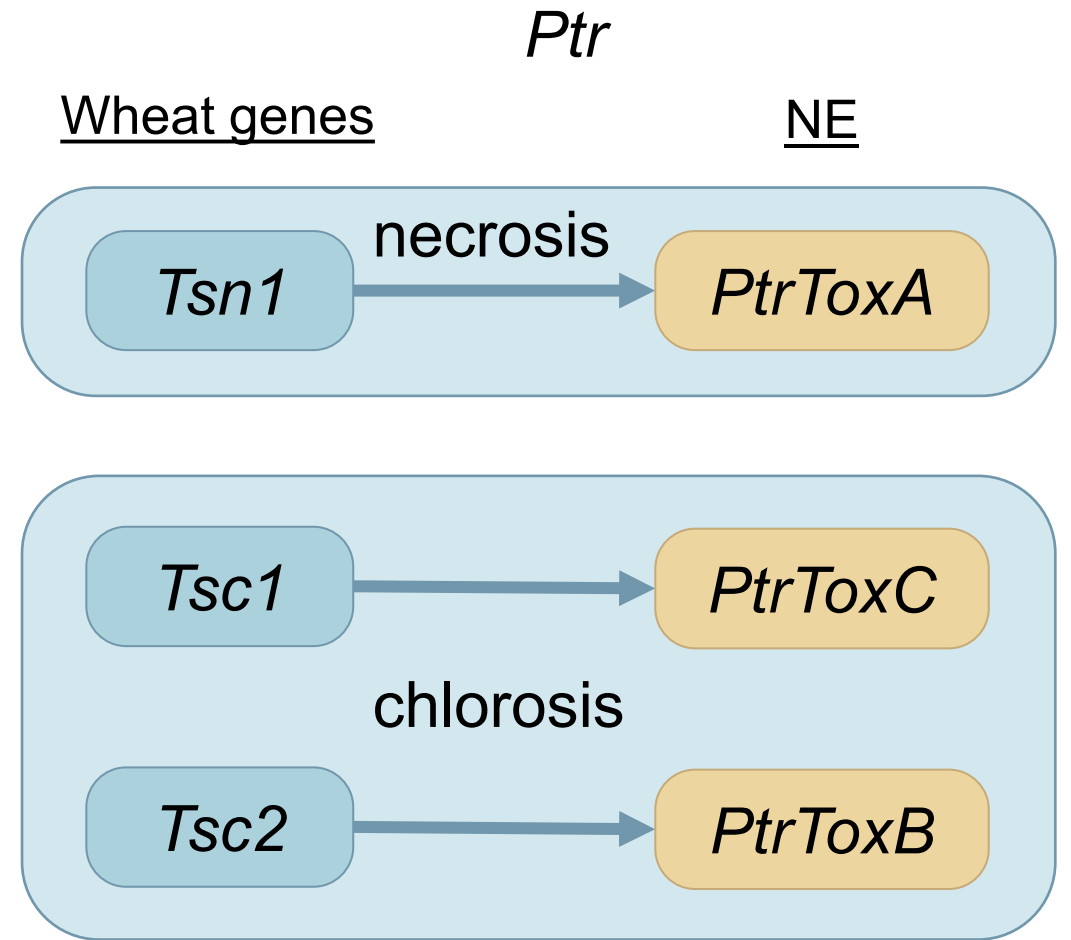 Ptr
Wheat genes NE
necrosis
Tsn1 PtrToxA
Tsc1 PtrToxC
chlorosis
Tsc2 PtrToxB